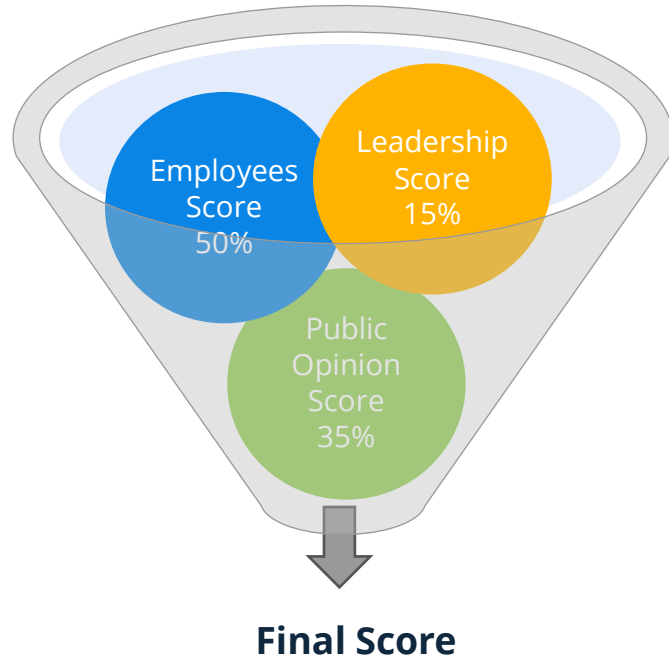 Employees
Score
50%
Leadership
Score
15%
Public
Opinion
Score
35%
Final Score